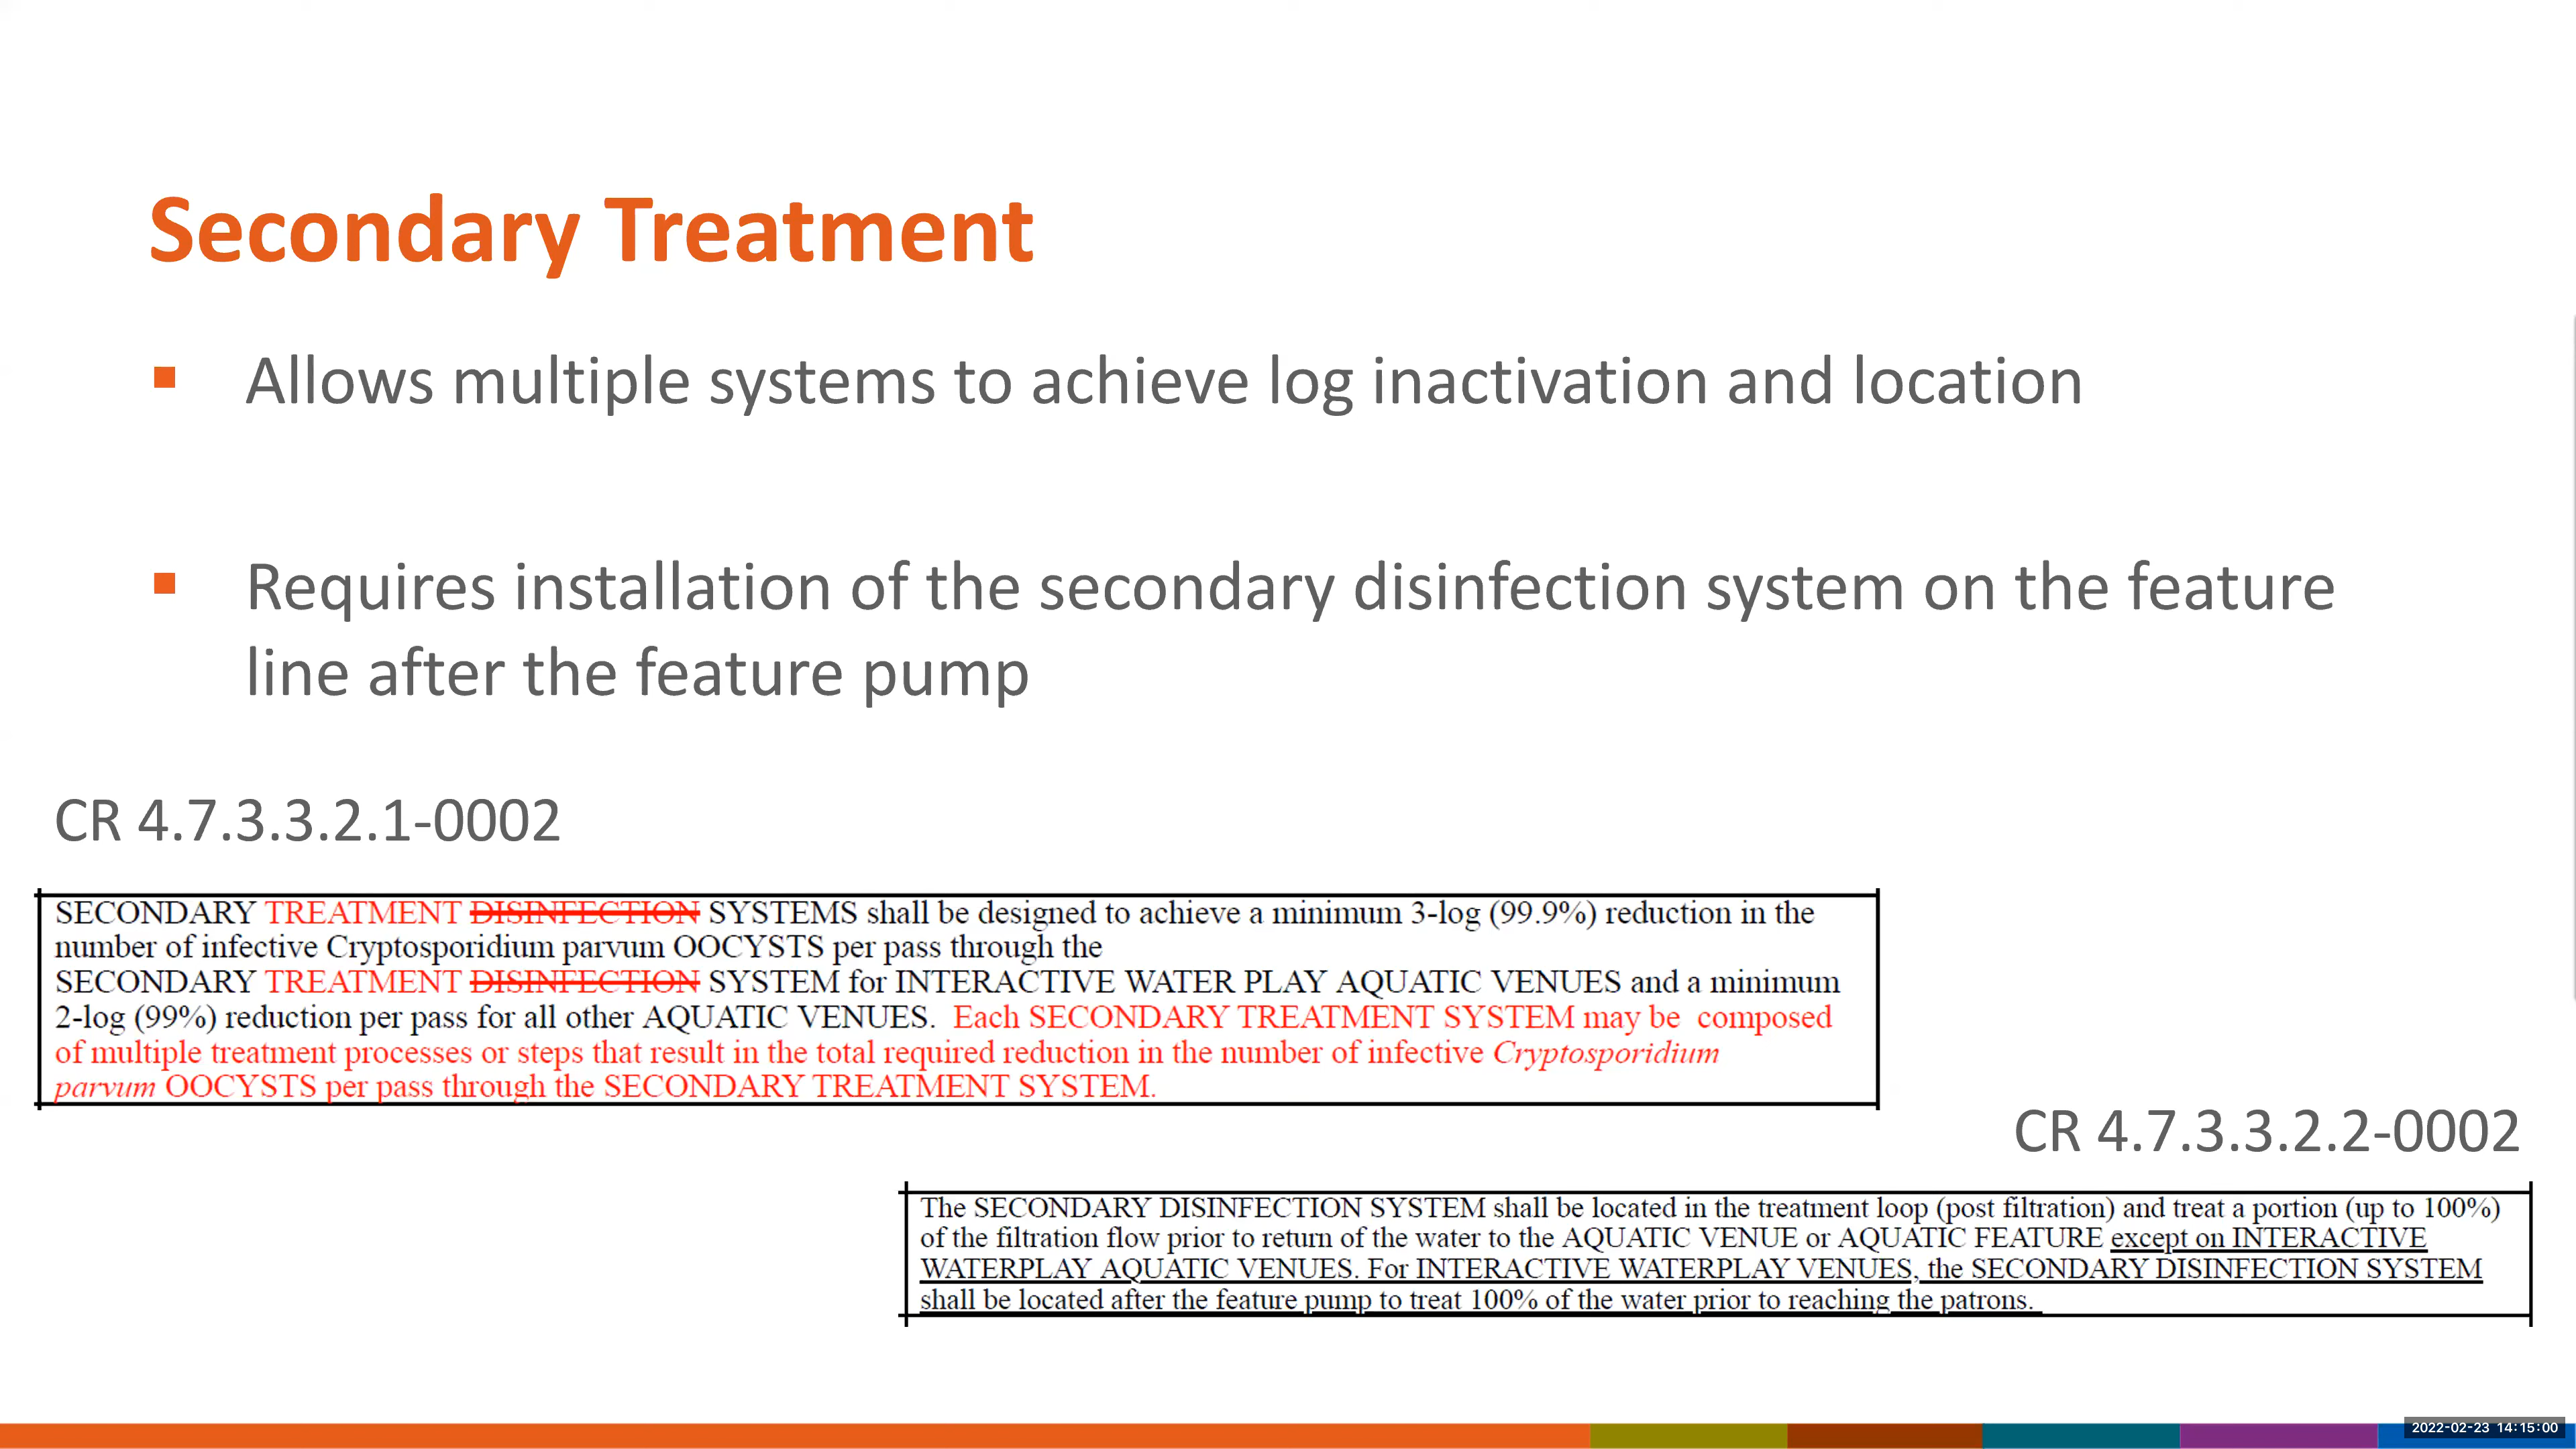 Secondary Treatment
▪ Allows multiple systems to achieve log inactivation and location
▪ Requires installation of the secondary disinfection system on the feature
line after the feature pump
CR 4.7.3.3.2.1-0002
SECONDARY TREATMENT DISINFECTION SYSTEMS shall be designed to achieve a minimum 3-log (99.9%) reduction in the
number of infective Cryptosporidium parvum OOCYSTS per pass through the
SECONDARY TREATMENT DISINFECTION SYSTEM for INTERACTIVE WATER PLAY AQUATIC VENUES and a minimum
2-log (99%) reduction per pass for all other AQUATIC VENUES. Each SECONDARY TREATMENT SYSTEM may be composed
of multiple treatment processes or steps that result in the total required reduction in the number of infective Cryptosporidium
parvum OOCYSTS per pass through the SECONDARY TREATMENT SYSTEM.
CR 4.7.3.3.2.2-0002
The SECONDARY DISINFECTION SYSTEM shall be located in the treatment loop (post filtration) and treat a portion (up to 100%)
of the filtration flow prior to return of the water to the AQUATIC VENUE or AQUATIC FEATURE except on INTERACTIVE
WATERPLAY AQUATIC VENUES. For INTERACTIVE WATERPLAY VENUES, the SECONDARY DISINFECTION SYSTEM
shall be located after the feature pump to treat 100% of the water prior to reaching the patrons.
2022-02-23 14:15:00